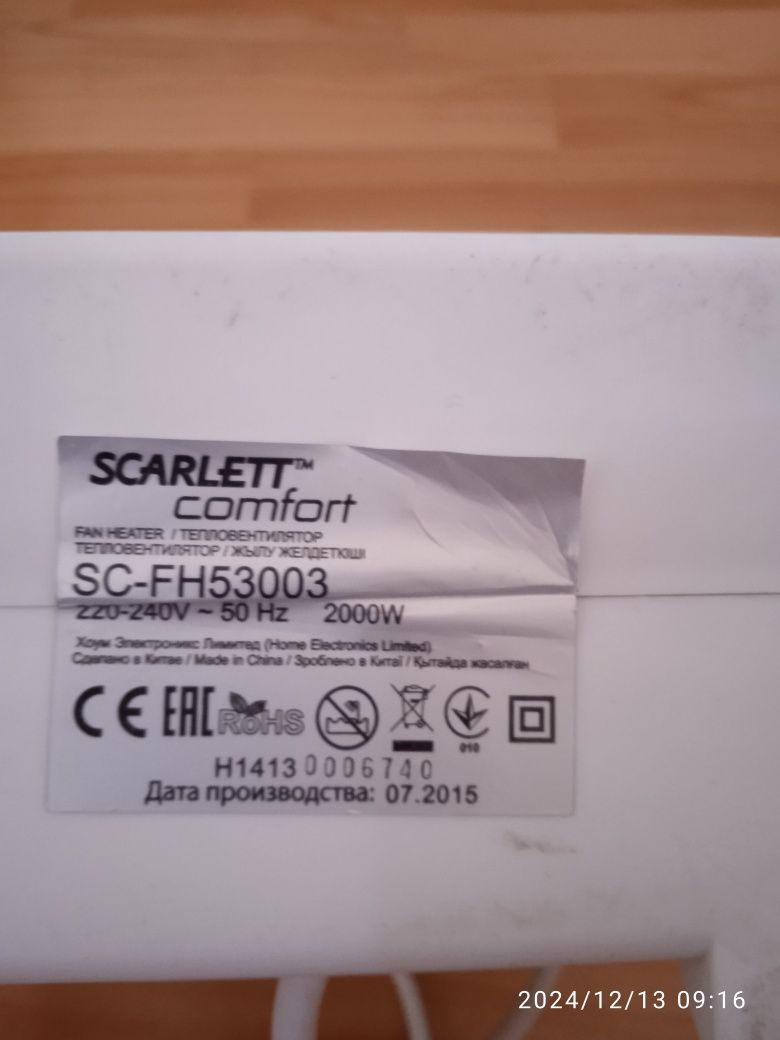 SCARLETT™
comfort
FAN HEATER / ТЕПЛОВЕНТИЛЯТОР
ТЕПЛОВЕНТИЛЯТОР / ЖЫЛУ ЖЕЛДЕТКІШІ
SC-FH53003
220-240V ~ 50 Hz 2000W
Хоум Электроникс Лимитед (Home Electronics Limited)
Сделано в Китае / Made in China / Зроблено в Китаї / Қытайда жасалған
CE EAC RoHS
010
H1413 0006740
Дата производства: 07.2015
2024/12/13 09:16